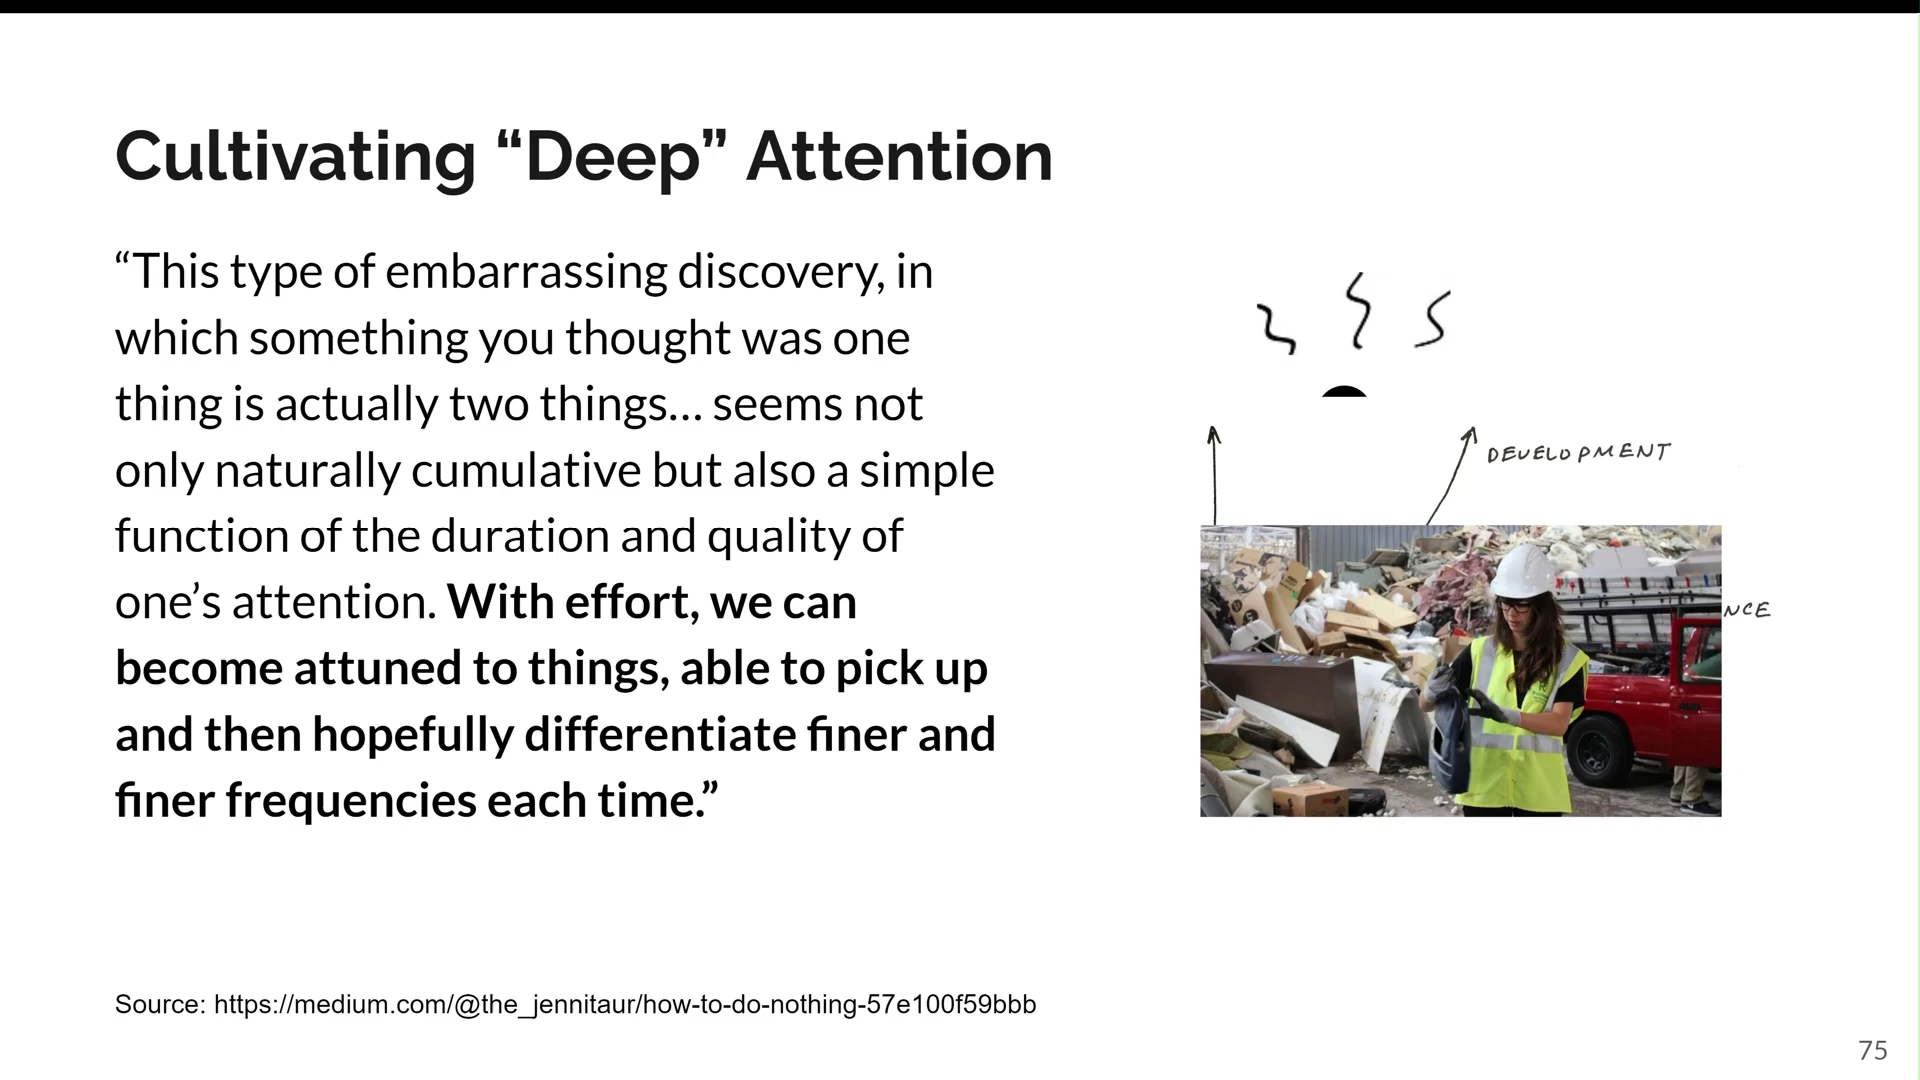 Cultivating “Deep” Attention
“This type of embarrassing discovery, in
which something you thought was one
thing is actually two things... seems not
only naturally cumulative but also a simple
function of the duration and quality of
one’s attention. With effort, we can
become attuned to things, able to pick up
and then hopefully differentiate finer and
finer frequencies each time.”
DEVELOPMENT
NCE
Source: https://medium.com/@the_jennitaur/how-to-do-nothing-57e100f59bbb
75